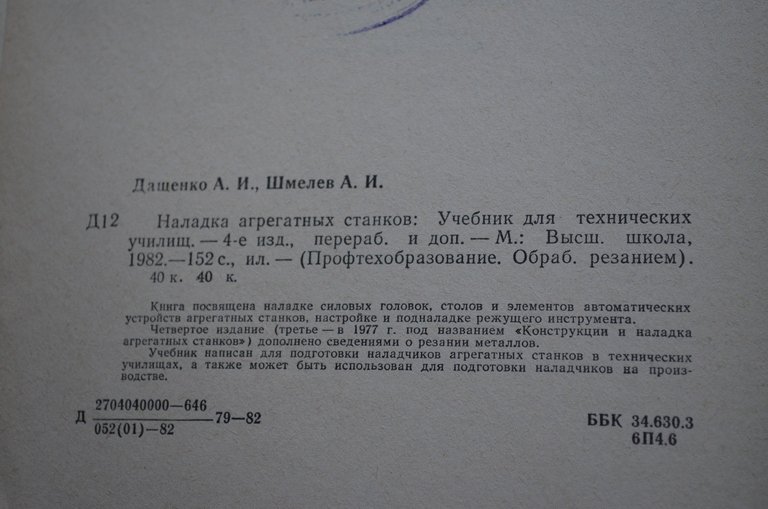 Дащенко А. И., Шмелев А. И.
Д12 Наладка агрегатных станков: Учебник для технических
училищ. — 4-е изд., перераб. и доп. — М.: Высш. школа,
1982.—152 с., ил. — (Профтехобразование. Обраб. резанием).
40 к. 40 к.
Книга посвящена наладке силовых головок, столов и элементов автоматических
устройств агрегатных станков, настройке и подналадке режущего инструмента.
Четвертое издание (третье — в 1977 г. под названием «Конструкции и наладка
агрегатных станков») дополнено сведениями о резании металлов.
Учебник написан для подготовки наладчиков агрегатных станков в технических
училищах, а также может быть использован для подготовки наладчиков на произ-
водстве.
2704040000—646
Д 79—82
052(01)—82
ББК 34.630.3
6П4.6